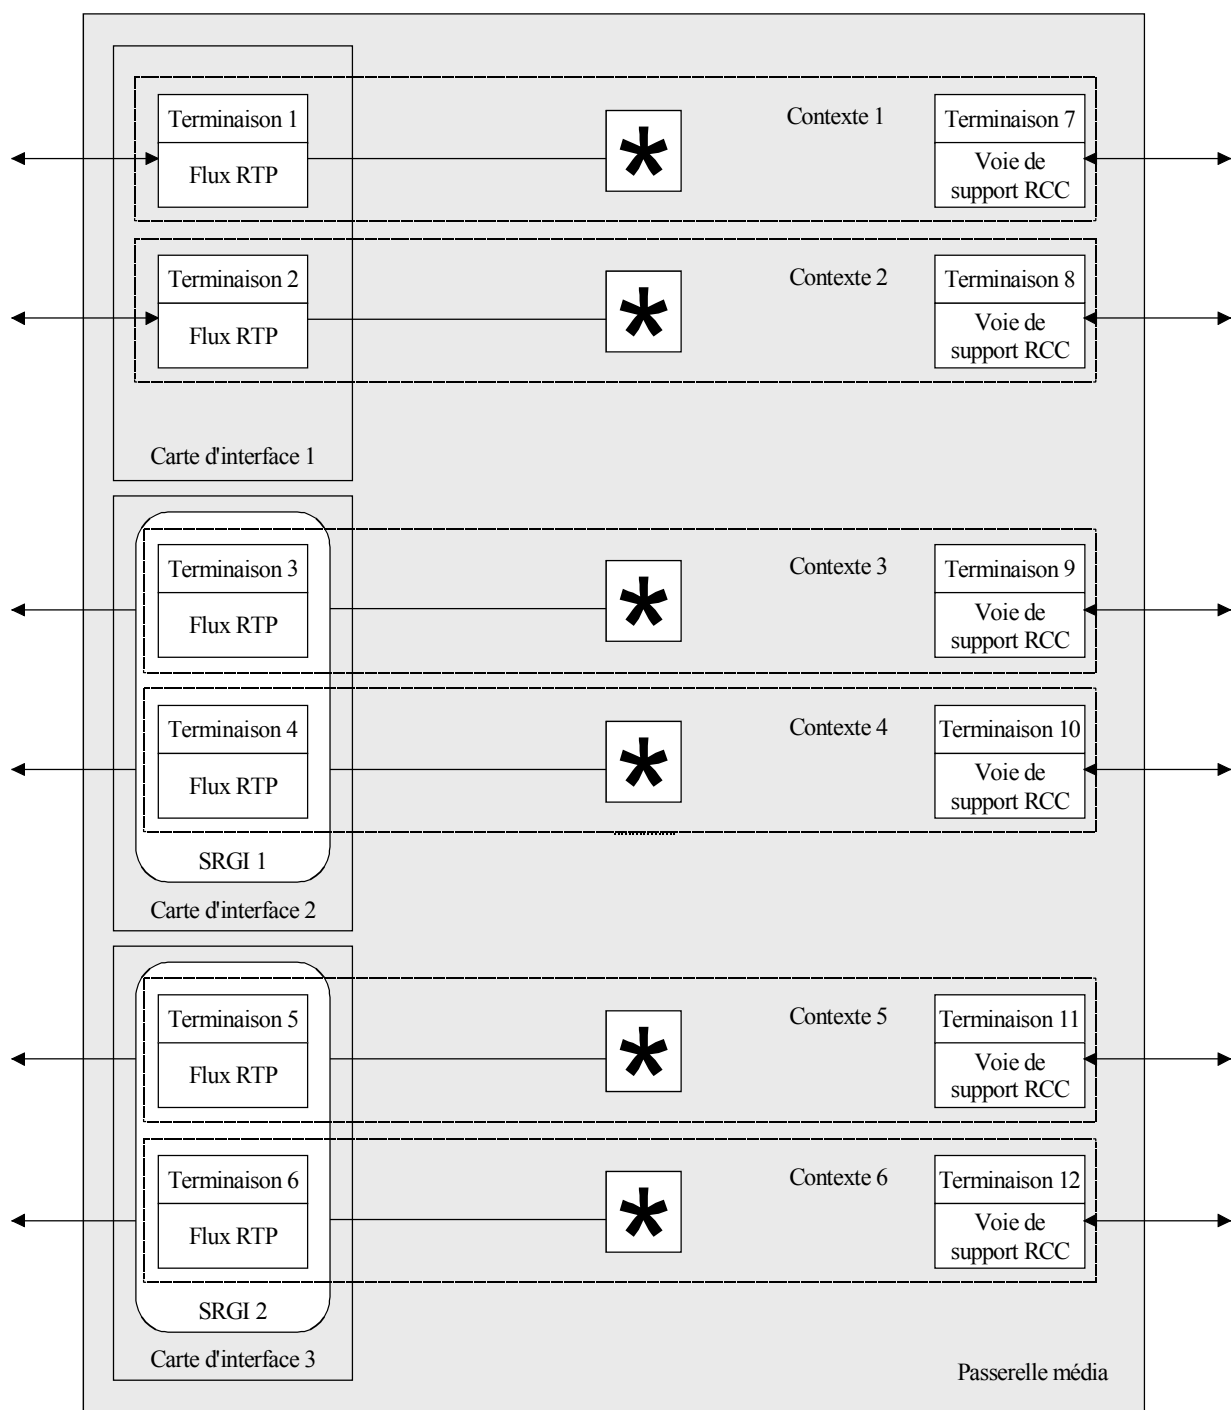 Terminaison 1
Flux RTP
Contexte 1
Terminaison 7
Voie de
support RCC
Terminaison 2
Flux RTP
Contexte 2
Terminaison 8
Voie de
support RCC
Carte d'interface 1
Terminaison 3
Flux RTP
Contexte 3
Terminaison 9
Voie de
support RCC
Terminaison 4
Flux RTP
Contexte 4
Terminaison 10
Voie de
support RCC
SRGI 1
Carte d'interface 2
Terminaison 5
Flux RTP
Contexte 5
Terminaison 11
Voie de
support RCC
Terminaison 6
Flux RTP
Contexte 6
Terminaison 12
Voie de
support RCC
SRGI 2
Carte d'interface 3
Passerelle média